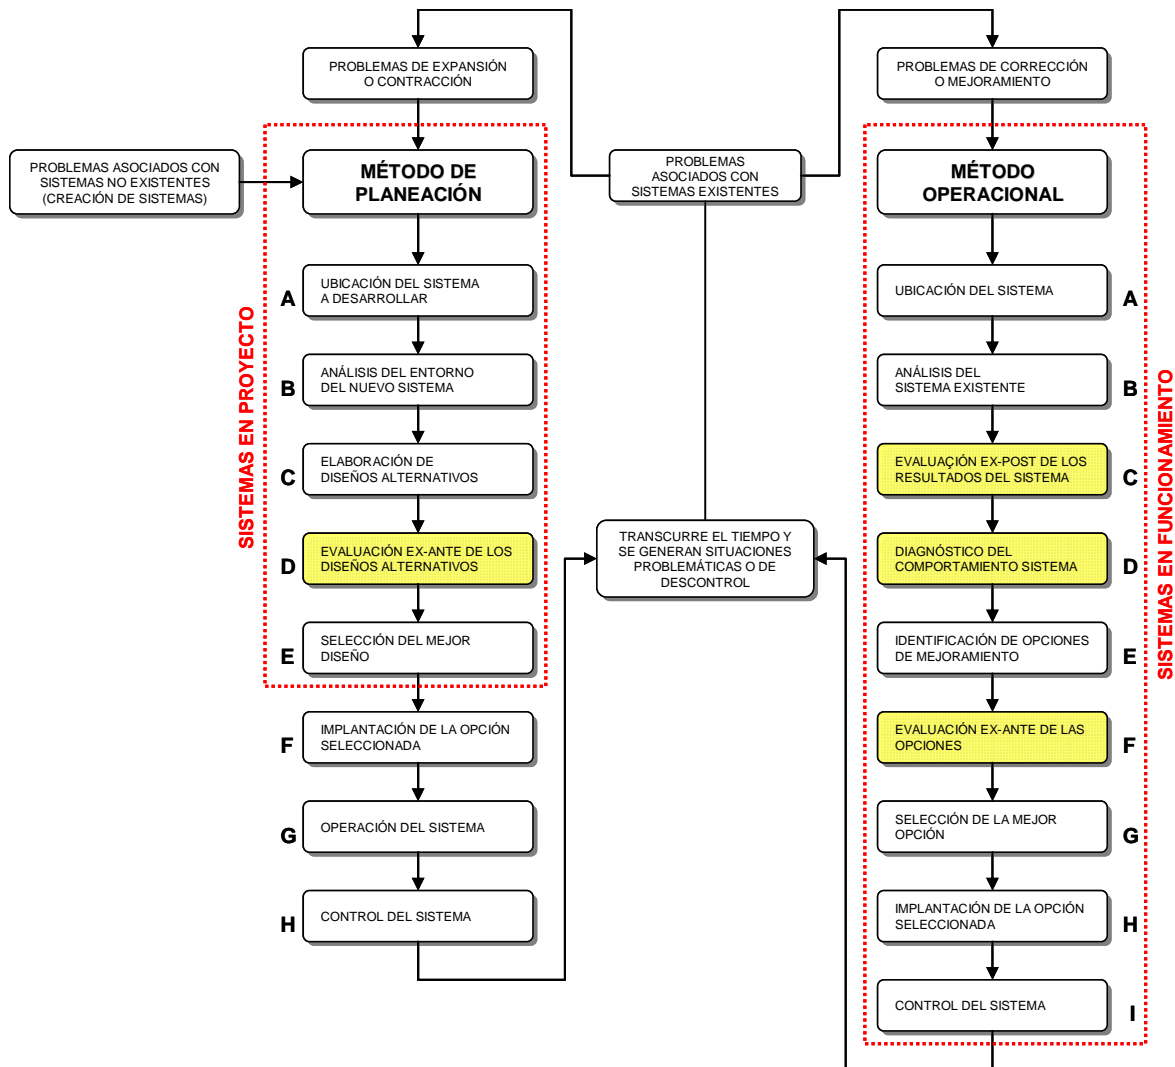 PROBLEMAS DE EXPANSIÓN
O CONTRACCIÓN
PROBLEMAS DE CORRECCIÓN
O MEJORAMIENTO
PROBLEMAS ASOCIADOS CON
SISTEMAS NO EXISTENTES
(CREACIÓN DE SISTEMAS)
MÉTODO DE
PLANEACIÓN
PROBLEMAS
ASOCIADOS CON
SISTEMAS EXISTENTES
MÉTODO
OPERACIONAL
SISTEMAS EN PROYECTO
A
UBICACIÓN DEL SISTEMA
A DESARROLLAR
B
ANÁLISIS DEL ENTORNO
DEL NUEVO SISTEMA
C
ELABORACIÓN DE
DISEÑOS ALTERNATIVOS
D
EVALUACIÓN EX-ANTE DE LOS
DISEÑOS ALTERNATIVOS
E
SELECCIÓN DEL MEJOR
DISEÑO
F
IMPLANTACIÓN DE LA OPCIÓN
SELECCIONADA
G
OPERACIÓN DEL SISTEMA
H
CONTROL DEL SISTEMA
TRANSCURRE EL TIEMPO Y
SE GENERAN SITUACIONES
PROBLEMÁTICAS O DE
DESCONTROL
UBICACIÓN DEL SISTEMA
A
ANÁLISIS DEL
SISTEMA EXISTENTE
B
EVALUACIÓN EX-POST DE LOS
RESULTADOS DEL SISTEMA
C
DIAGNÓSTICO DEL
COMPORTAMIENTO SISTEMA
D
IDENTIFICACIÓN DE OPCIONES
DE MEJORAMIENTO
E
EVALUACIÓN EX-ANTE DE LAS
OPCIONES
F
SELECCIÓN DE LA MEJOR
OPCIÓN
G
IMPLANTACIÓN DE LA OPCIÓN
SELECCIONADA
H
CONTROL DEL SISTEMA
I
SISTEMAS EN FUNCIONAMIENTO